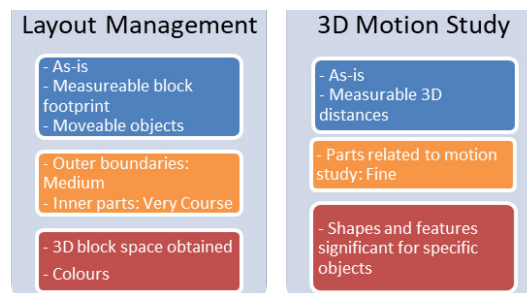 Layout Management
- As-is
- Measureable block
footprint
- Moveable objects
- Outer boundaries:
Medium
- Inner parts: Very Course
- 3D block space obtained
- Colours
3D Motion Study
- As-is
- Measurable 3D
distances
- Parts related to motion
study: Fine
- Shapes and features
significant for specific
objects